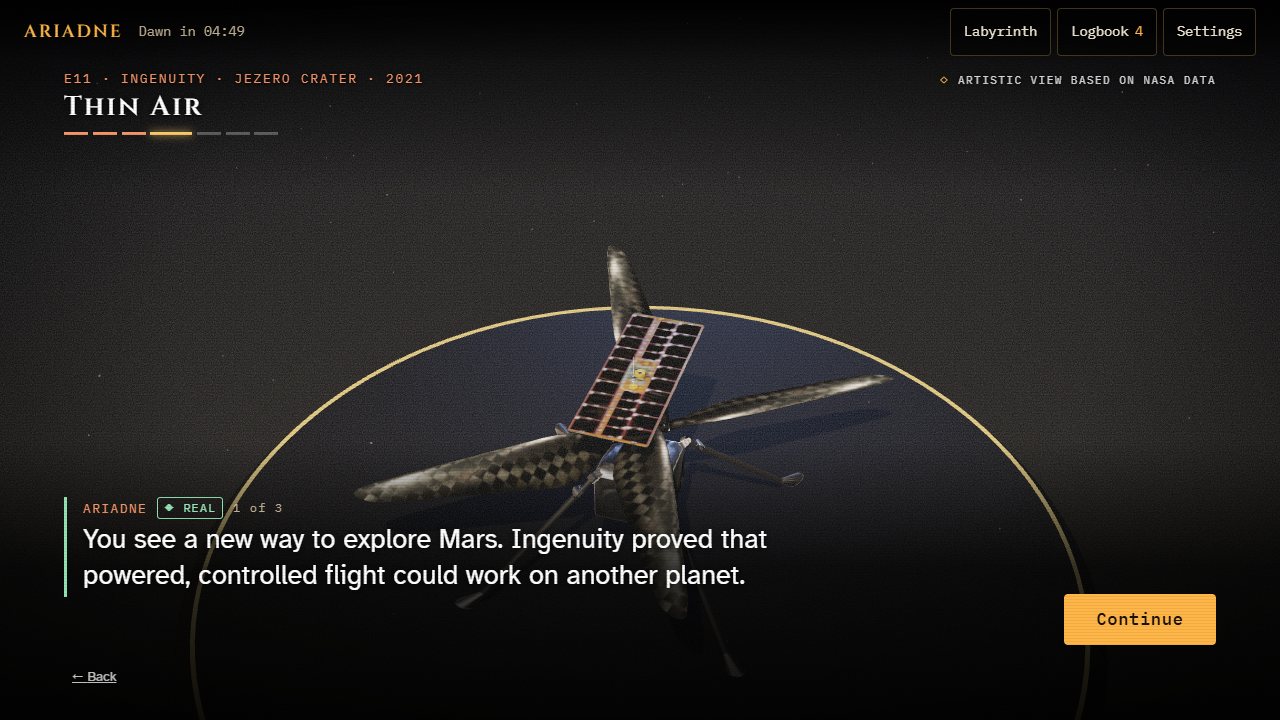 ARIADNE Dawn in 04:49 Labyrinth Logbook 4 Settings
E11 · INGENUITY · JEZERO CRATER · 2021
◇ ARTISTIC VIEW BASED ON NASA DATA
Thin Air
ARIADNE ◆ REAL 1 of 3
You see a new way to explore Mars. Ingenuity proved that
powered, controlled flight could work on another planet.
Continue
← Back